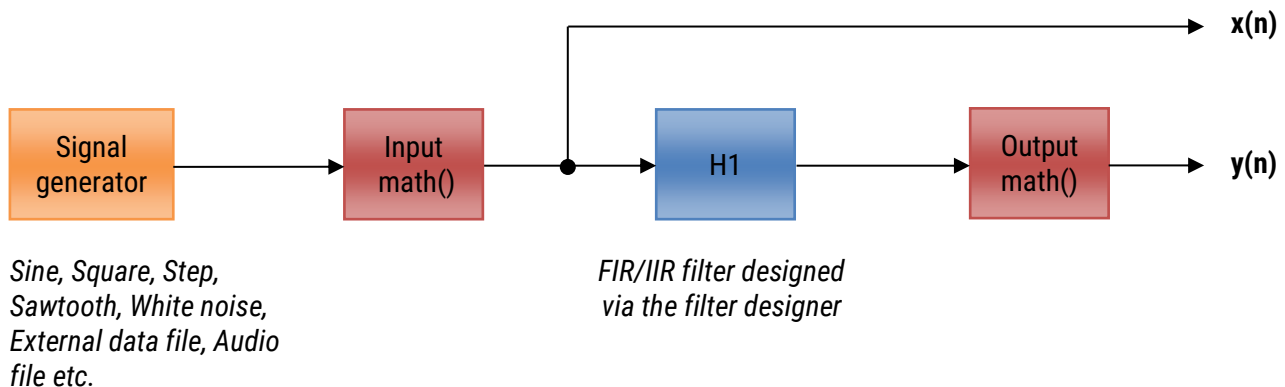 x(n)
Signal
generator
Input
math()
H1
Output
math()
y(n)
Sine, Square, Step,
Sawtooth, White noise,
External data file, Audio
file etc.
FIR/IIR filter designed
via the filter designer